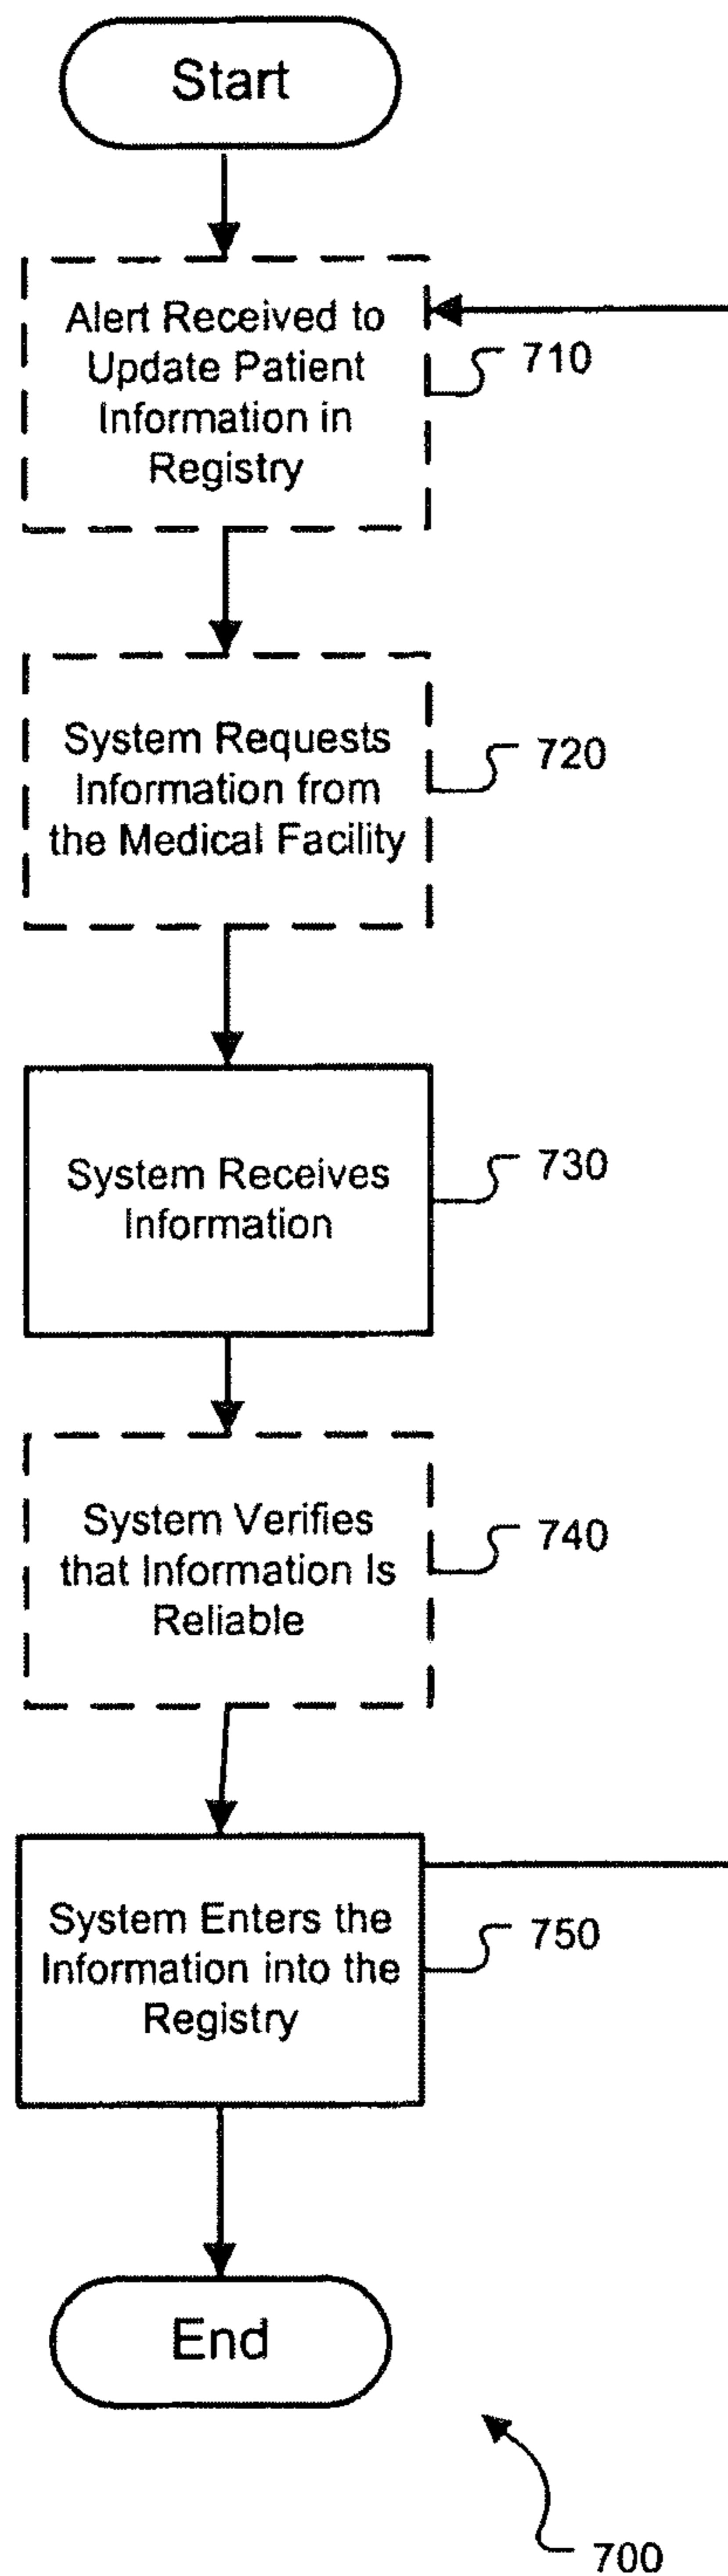 Start
Alert Received to
Update Patient
Information in
Registry
710
System Requests
Information from
the Medical Facility
720
System Receives
Information
730
System Verifies
that Information Is
Reliable
740
System Enters the
Information into the
Registry
750
End
700